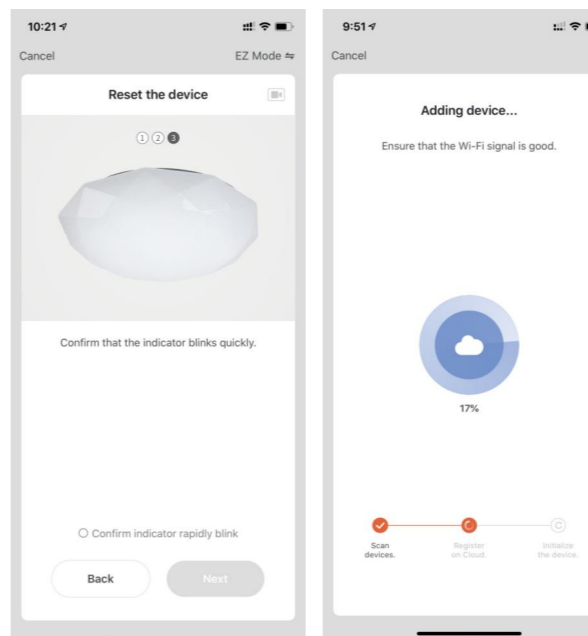 10:21
Cancel
EZ Mode
Reset the device
1 2 3
Confirm that the indicator blinks quickly.
Confirm indicator rapidly blink
Back
Next
9:51
Cancel
Adding device...
Ensure that the Wi-Fi signal is good.
17%
Scan
devices.
Register
on Cloud.
Initialize
the device.